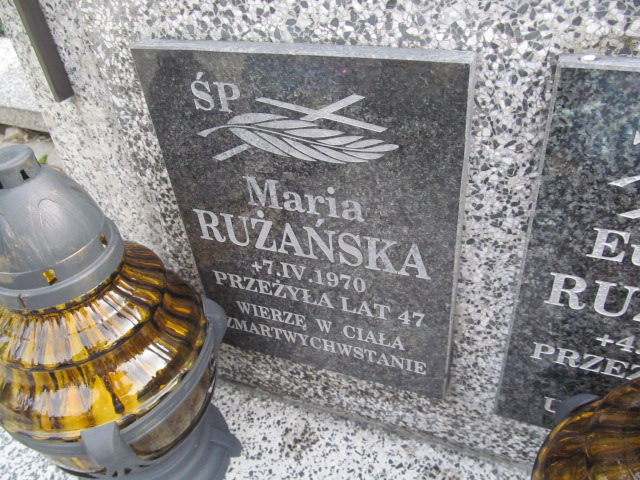 ŚP
Maria
RUŻAŃSKA
+7.IV.1970
PRZEŻYŁA LAT 47
WIERZĘ W CIAŁA
ZMARTWYCHWSTANIE